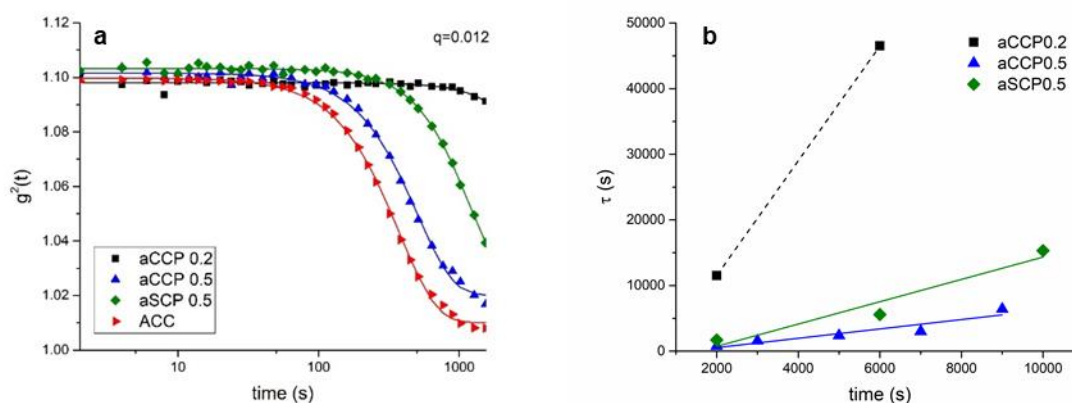 a
q=0.012
g²(t)
1.12
1.10
1.08
1.06
1.04
1.02
1.00
aCCP 0.2
aCCP 0.5
aSCP 0.5
ACC
10
100
1000
time (s)
b
aCCP0.2
aCCP0.5
aSCP0.5
τ (s)
50000
40000
30000
20000
10000
0
2000
4000
6000
8000
10000
time (s)